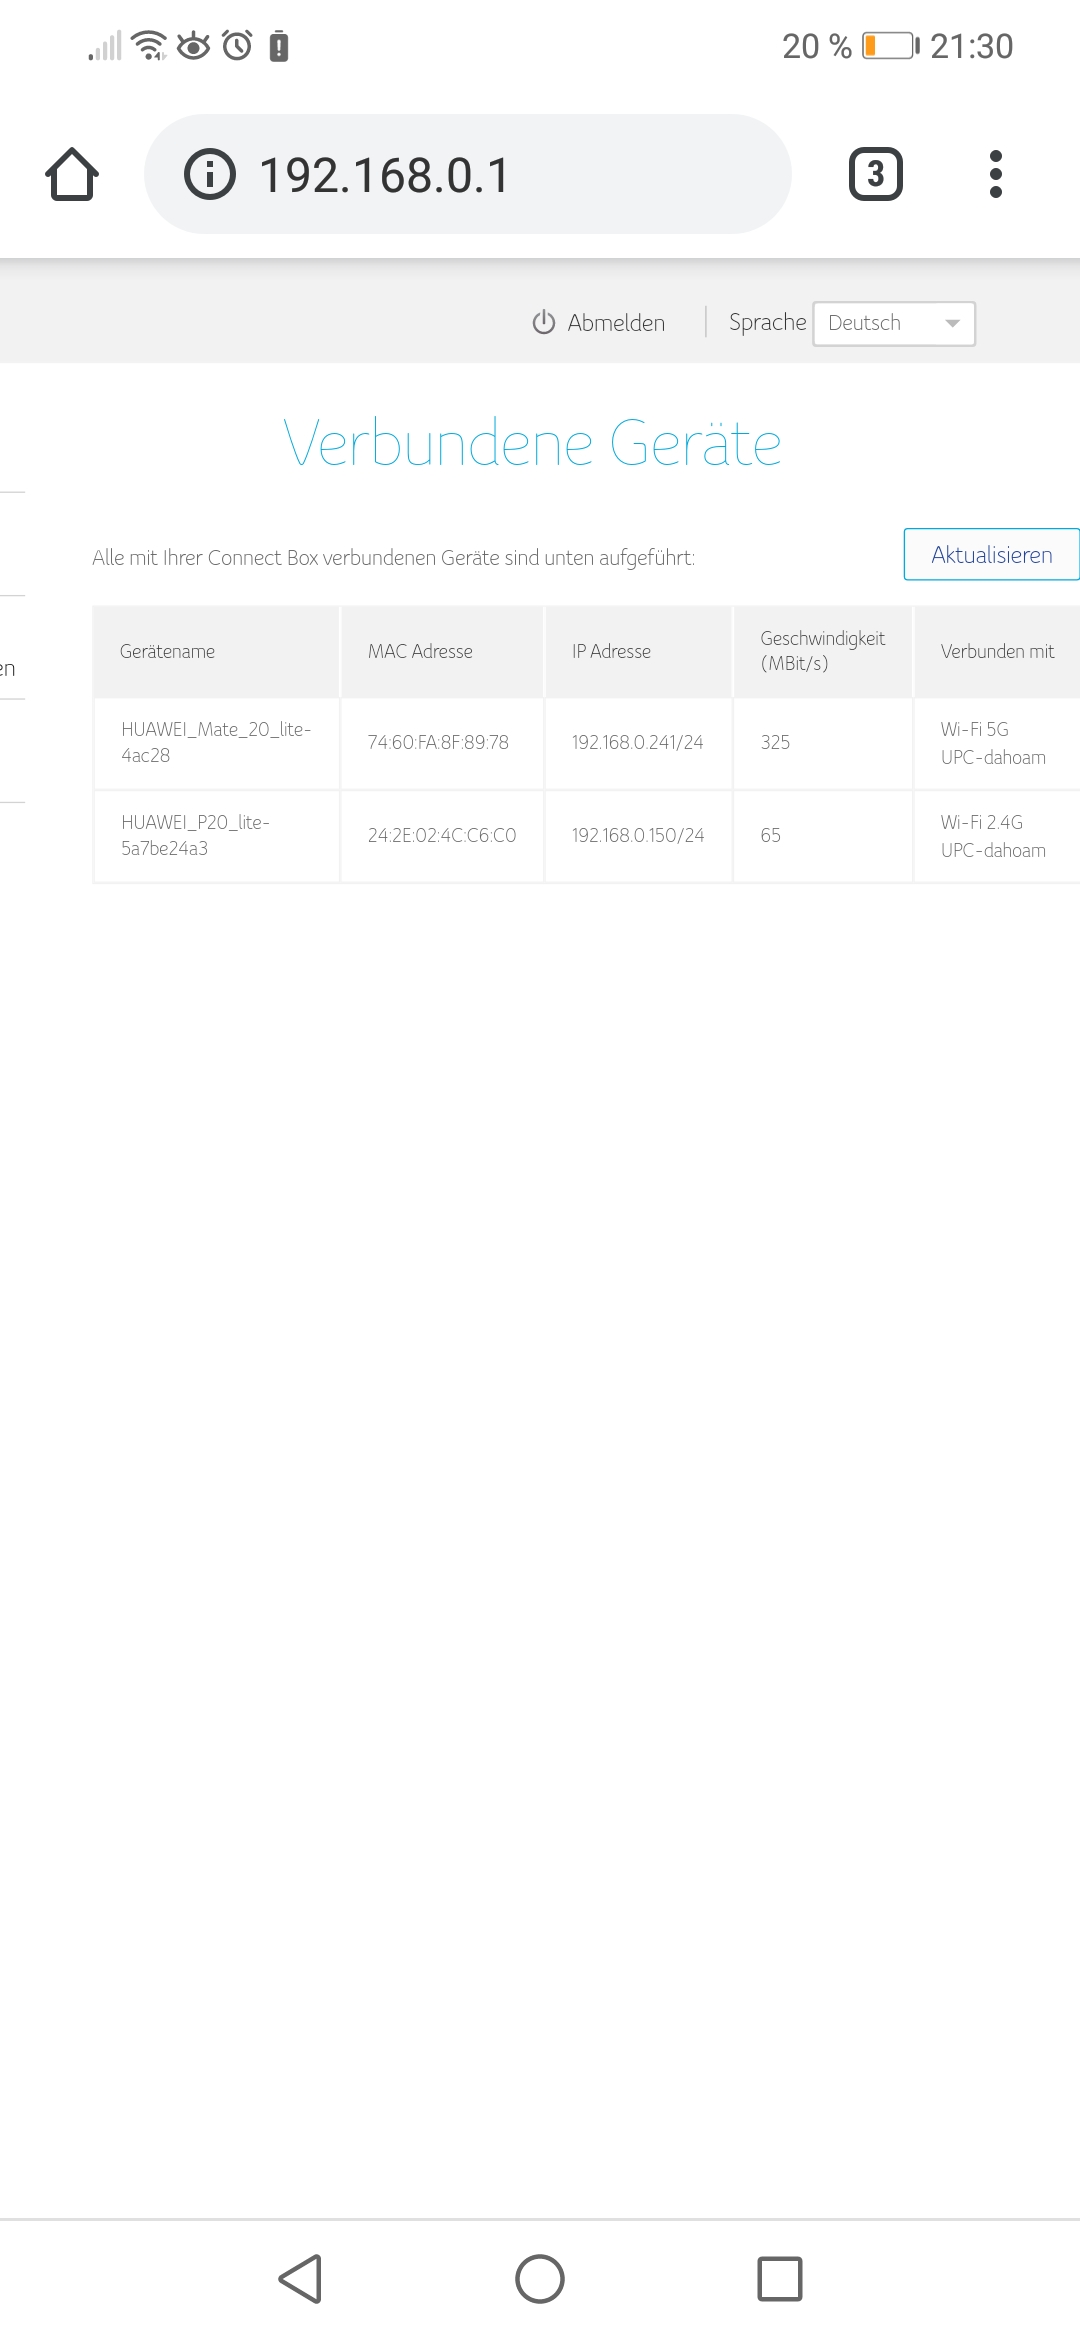 20 % 21:30
192.168.0.1
3
Abmelden
Sprache
Deutsch
Verbundene Geräte
en
Alle mit Ihrer Connect Box verbundenen Geräte sind unten aufgeführt:
Aktualisieren
Gerätename
MAC Adresse
IP Adresse
Geschwindigkeit
(MBit/s)
Verbunden mit
HUAWEI_Mate_20_lite-
4ac28
74:60:FA:8F:89:78
192.168.0.241/24
325
Wi-Fi 5G
UPC-dahoam
HUAWEI_P20_lite-
5a7be24a3
24:2E:02:4C:C6:C0
192.168.0.150/24
65
Wi-Fi 2.4G
UPC-dahoam